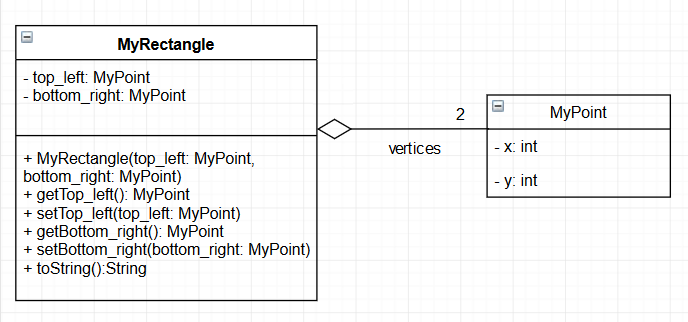 MyRectangle
- top_left: MyPoint
- bottom_right: MyPoint
+ MyRectangle(top_left: MyPoint,
bottom_right: MyPoint)
+ getTop_left(): MyPoint
+ setTop_left(top_left: MyPoint)
+ getBottom_right(): MyPoint
+ setBottom_right(bottom_right: MyPoint)
+ toString():String
2
vertices
MyPoint
- x: int
- y: int